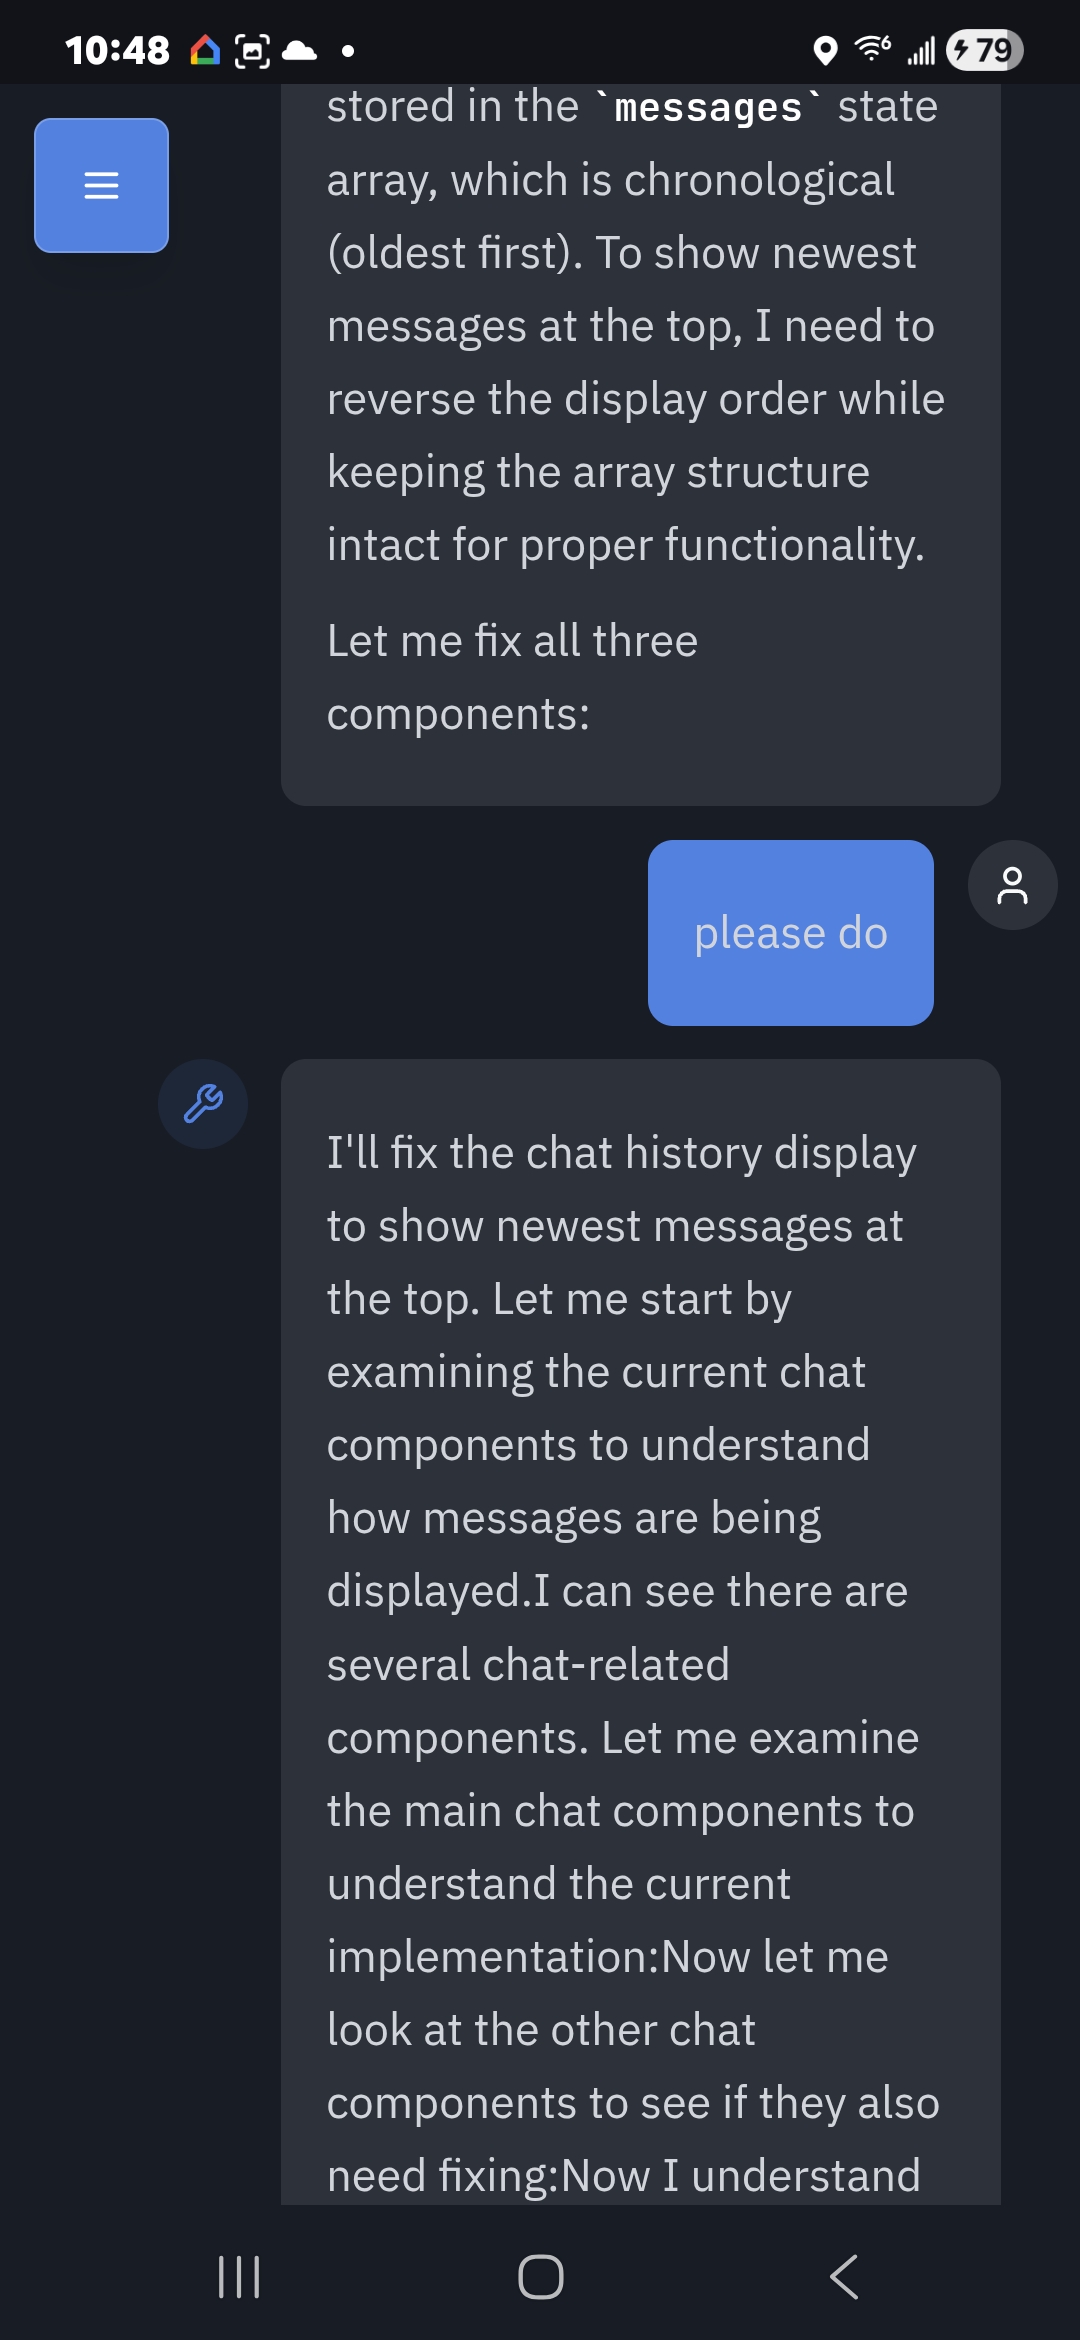 10:48
6
79
stored in the `messages` state
array, which is chronological
(oldest first). To show newest
messages at the top, I need to
reverse the display order while
keeping the array structure
intact for proper functionality.
Let me fix all three
components:
please do
I'll fix the chat history display
to show newest messages at
the top. Let me start by
examining the current chat
components to understand
how messages are being
displayed.I can see there are
several chat-related
components. Let me examine
the main chat components to
understand the current
implementation:Now let me
look at the other chat
components to see if they also
need fixing:Now I understand